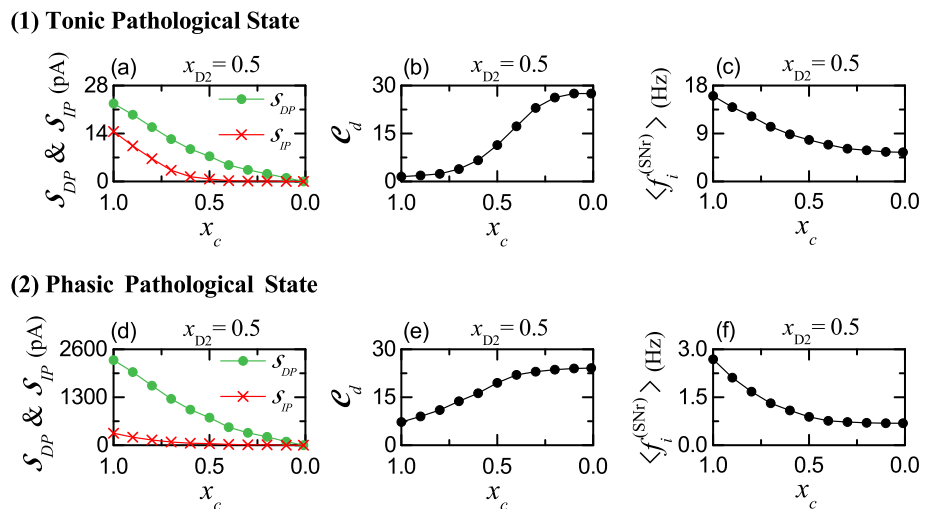 (1) Tonic Pathological State
(a) x_D2 = 0.5
S_DP & S_IP (pA)
28
14
0
S_DP
S_IP
1.0 0.5 0.0
x_c
(b) x_D2 = 0.5
e_d
30
15
0
1.0 0.5 0.0
x_c
(c) x_D2 = 0.5
<f_i^(SNr)> (Hz)
18
9
0
1.0 0.5 0.0
x_c
(2) Phasic Pathological State
(d) x_D2 = 0.5
S_DP & S_IP (pA)
2600
1300
0
S_DP
S_IP
1.0 0.5 0.0
x_c
(e) x_D2 = 0.5
e_d
30
15
0
1.0 0.5 0.0
x_c
(f) x_D2 = 0.5
<f_i^(SNr)> (Hz)
3.0
1.5
0.0
1.0 0.5 0.0
x_c